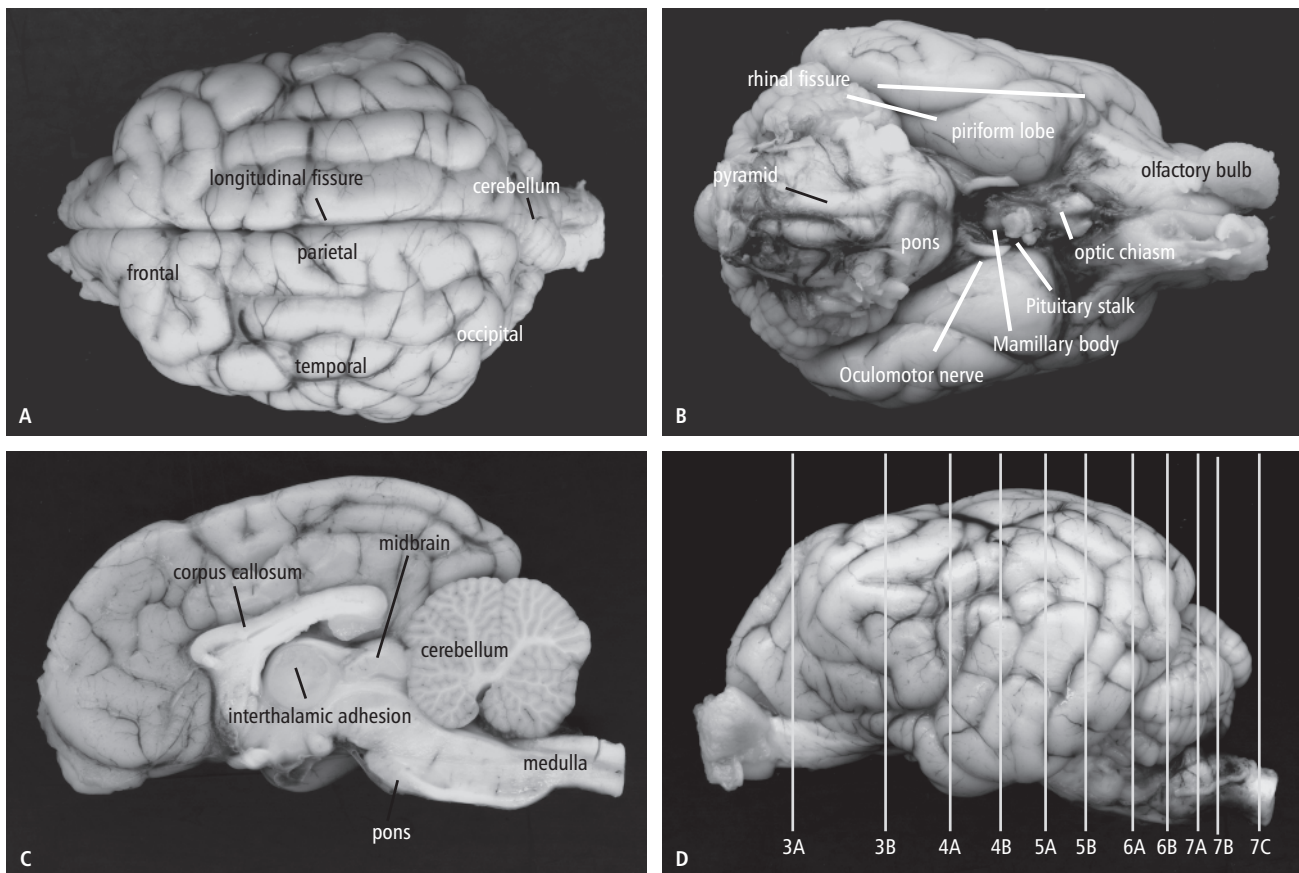 longitudinal fissure
cerebellum
parietal
frontal
occipital
temporal
A
rhinal fissure
piriform lobe
olfactory bulb
pyramid
pons
optic chiasm
Pituitary stalk
Mamillary body
Oculomotor nerve
B
midbrain
corpus callosum
cerebellum
interthalamic adhesion
medulla
pons
C
3A 3B 4A 4B 5A 5B 6A 6B 7A 7B 7C
D